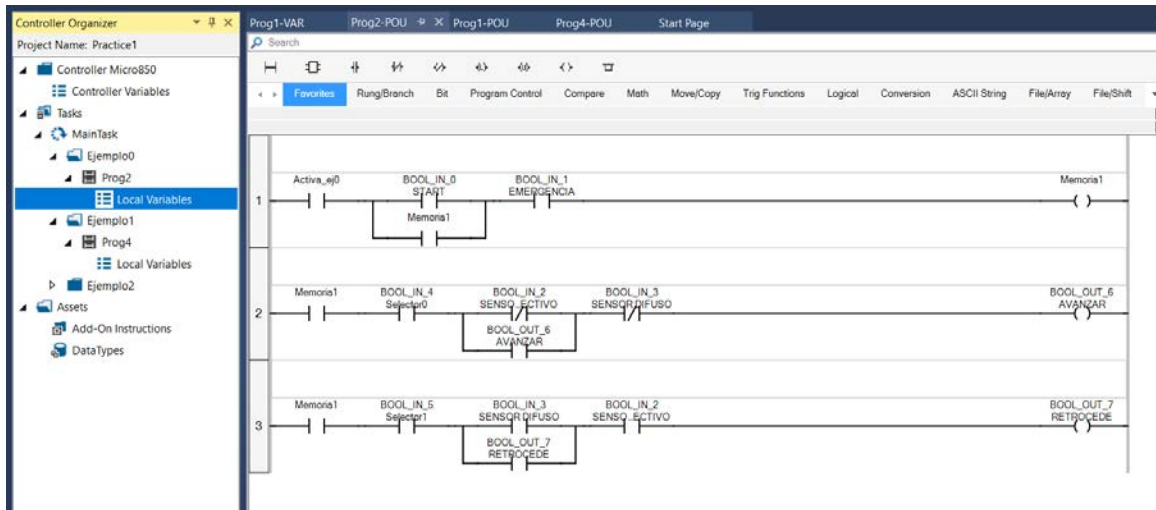 Controller Organizer
Prog1-VAR Prog2-POU Prog1-POU Prog4-POU Start Page
Project Name: Practice1
Search
Controller Micro850
Controller Variables
Favorites Rung/Branch Bit Program Control Compare Math Move/Copy Trig Functions Logical Conversion ASCII String File/Array File/Shift
Tasks
MainTask
Ejemplo0
Prog2
Local Variables
Ejemplo1
Prog4
Local Variables
Ejemplo2
Assets
Add-On Instructions
DataTypes
1
Activa_ej0 BOOL_IN_0 BOOL_IN_1 Memoria1
START EMERGENCIA
Memoria1
2
Memoria1 BOOL_IN_4 BOOL_IN_2 BOOL_IN_3 BOOL_OUT_6
Selector0 SENSO..ECTIVO SENSOR DIFUSO AVANZAR
BOOL_OUT_6
AVANZAR
3
Memoria1 BOOL_IN_5 BOOL_IN_3 BOOL_IN_2 BOOL_OUT_7
Selector1 SENSOR DIFUSO SENSO..ECTIVO RETROCEDE
BOOL_OUT_7
RETROCEDE